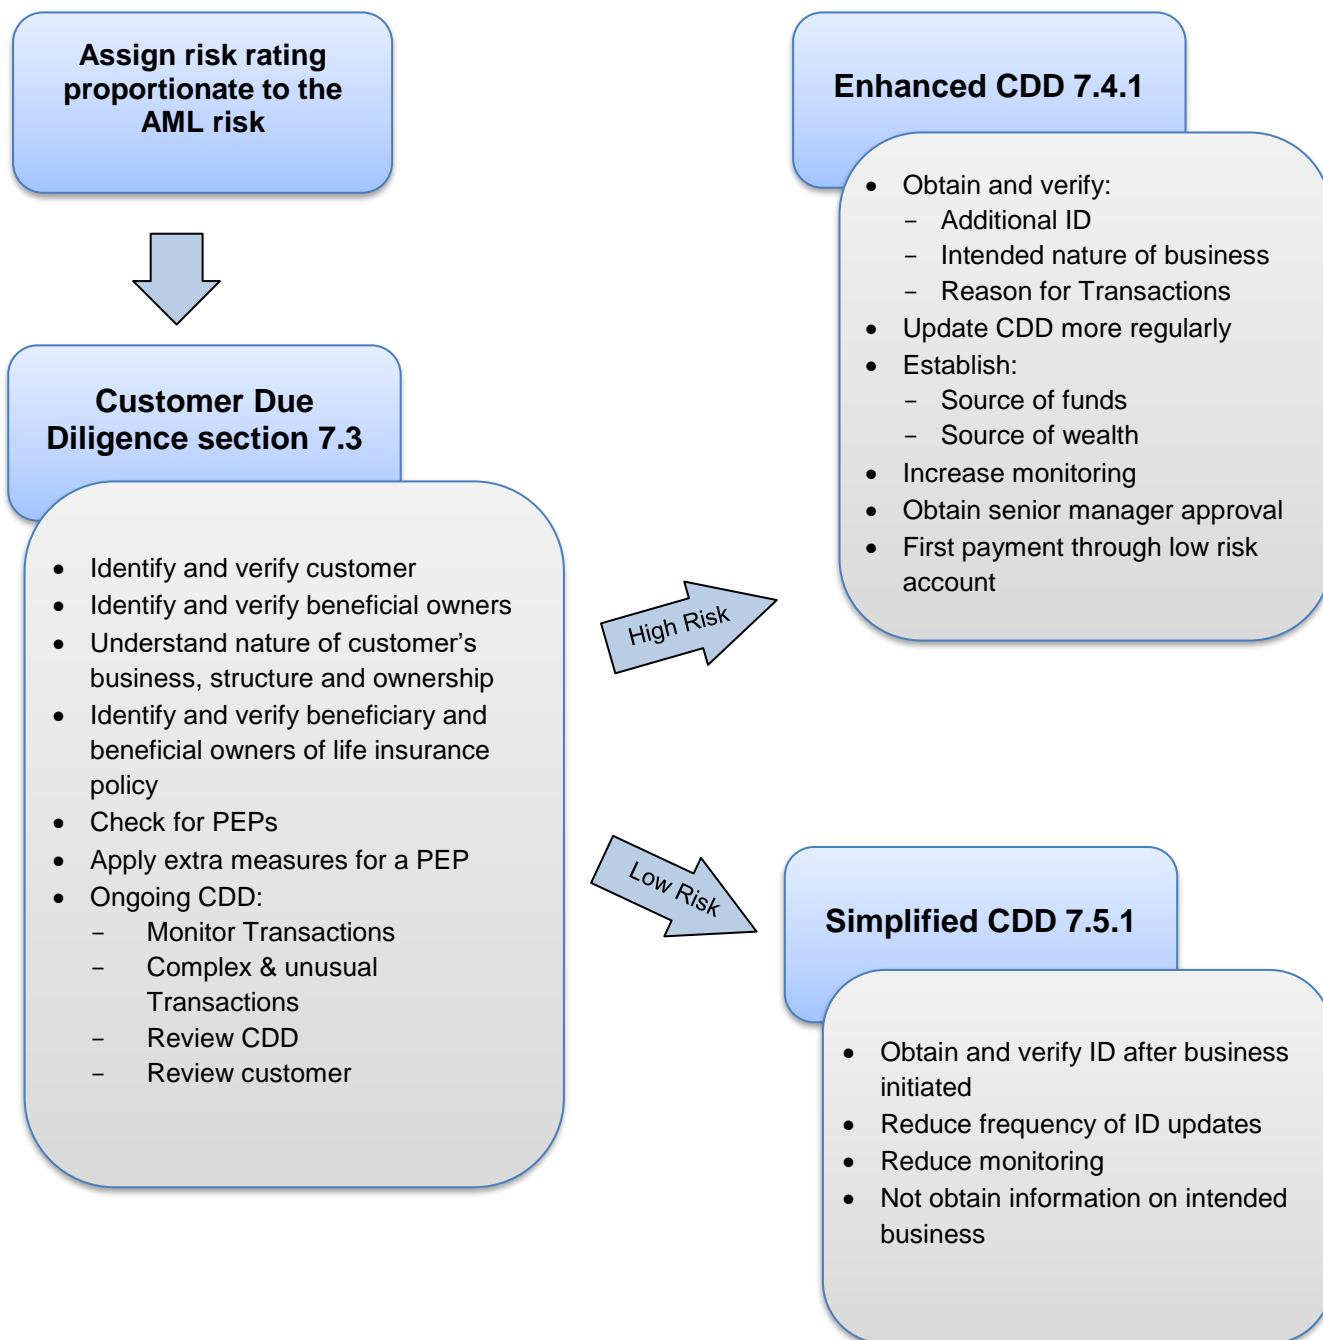 Assign risk rating
proportionate to the
AML risk
Customer Due
Diligence section 7.3
• Identify and verify customer
• Identify and verify beneficial owners
• Understand nature of customer’s
business, structure and ownership
• Identify and verify beneficiary and
beneficial owners of life insurance
policy
• Check for PEPs
• Apply extra measures for a PEP
• Ongoing CDD:
− Monitor Transactions
− Complex & unusual
Transactions
− Review CDD
− Review customer
High Risk
Low Risk
Enhanced CDD 7.4.1
• Obtain and verify:
− Additional ID
− Intended nature of business
− Reason for Transactions
• Update CDD more regularly
• Establish:
− Source of funds
− Source of wealth
• Increase monitoring
• Obtain senior manager approval
• First payment through low risk
account
Simplified CDD 7.5.1
• Obtain and verify ID after business
initiated
• Reduce frequency of ID updates
• Reduce monitoring
• Not obtain information on intended
business